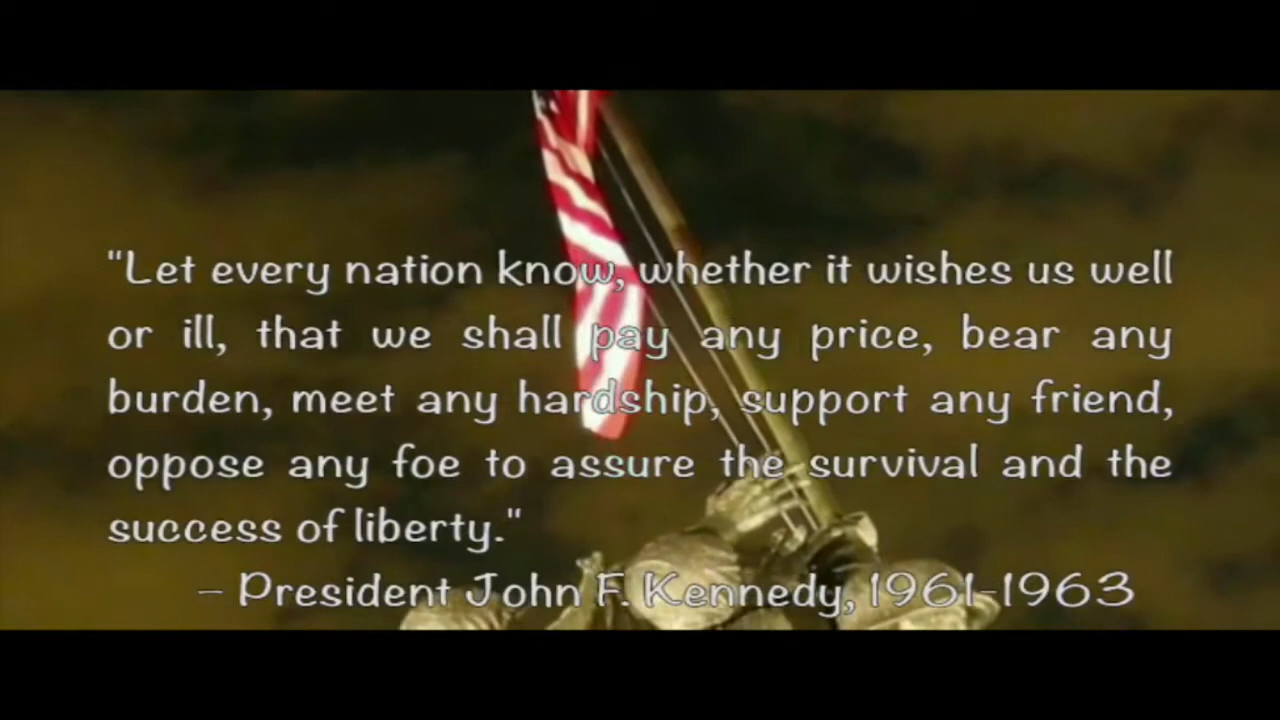 "Let every nation know, whether it wishes us well
or ill, that we shall pay any price, bear any
burden, meet any hardship, support any friend,
oppose any foe to assure the survival and the
success of liberty."
– President John F. Kennedy, 1961-1963